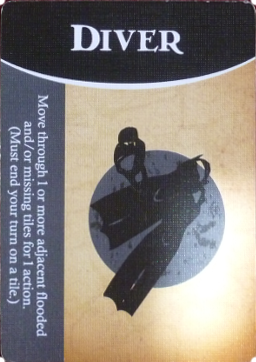 DIVER
Move through 1 or more adjacent flooded
and/or missing tiles for 1 action.
(Must end your turn on a tile.)